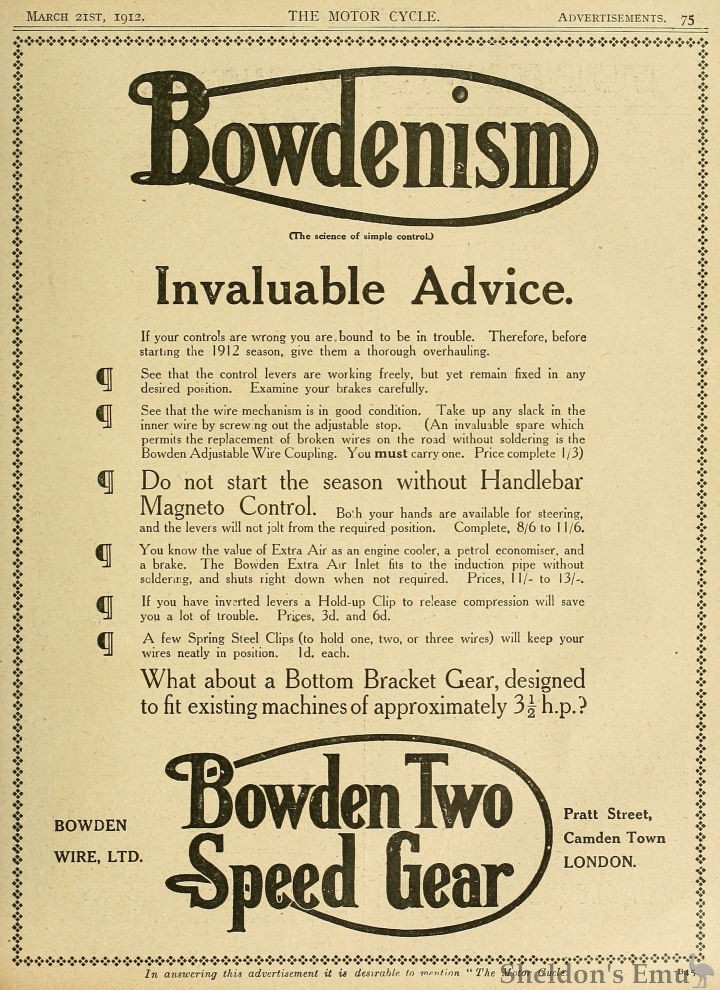 MARCH 21ST, 1912. THE MOTOR CYCLE. ADVERTISEMENTS. 75
Bowdenism
(The science of simple control.)
Invaluable Advice.
If your controls are wrong you are bound to be in trouble. Therefore, before
starting the 1912 season, give them a thorough overhauling.
¶ See that the control levers are working freely, but yet remain fixed in any
desired position. Examine your brakes carefully.
¶ See that the wire mechanism is in good condition. Take up any slack in the
inner wire by screwing out the adjustable stop. (An invaluable spare which
permits the replacement of broken wires on the road without soldering is the
Bowden Adjustable Wire Coupling. You must carry one. Price complete 1/3)
¶ Do not start the season without Handlebar
Magneto Control. Both your hands are available for steering,
and the levers will not jolt from the required position. Complete, 8/6 to 11/6.
¶ You know the value of Extra Air as an engine cooler, a petrol economiser, and
a brake. The Bowden Extra Air Inlet fits to the induction pipe without
soldering, and shuts right down when not required. Prices, 11/- to 13/-.
¶ If you have inverted levers a Hold-up Clip to release compression will save
you a lot of trouble. Prices, 3d. and 6d.
¶ A few Spring Steel Clips (to hold one, two, or three wires) will keep your
wires neatly in position. 1d. each.
What about a Bottom Bracket Gear, designed
to fit existing machines of approximately 3½ h.p.?
Bowden Two
Speed Gear
BOWDEN
WIRE, LTD.
Pratt Street,
Camden Town
LONDON.
In answering this advertisement it is desirable to mention "The Motor Cycle.
Sheldon's Emu